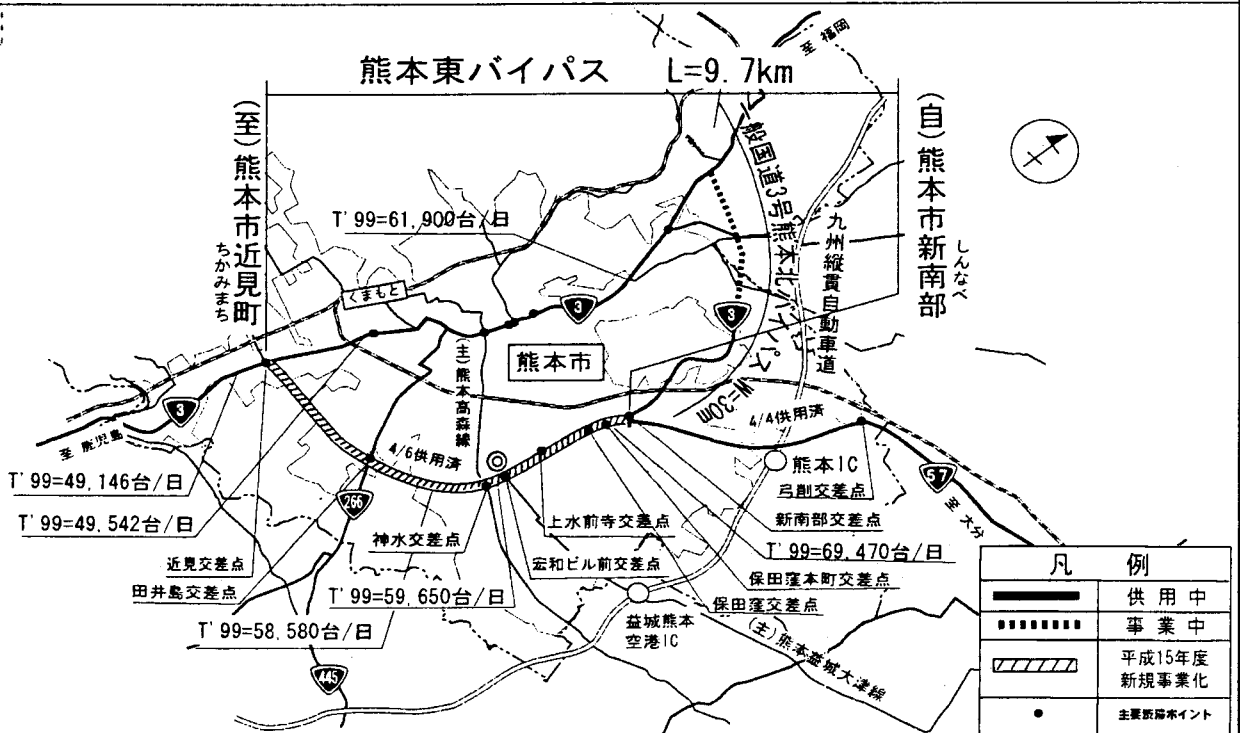 熊本東バイパス L=9.7km
至 福岡
(至)熊本市近見町
ちかみまち
(自)熊本市新南部
しんなべ
一般国道3号熊本北バイパス
W=30m
九州縦貫自動車道
T'99=61,900台/日
くまもと
3
3
熊本市
(主)熊本高森線
3
至 鹿児島
4/6供用済
4/4供用済
熊本IC
弓削交差点
57
至 大分
T'99=49,146台/日
T'99=49,542台/日
266
上水前寺交差点
新南部交差点
神水交差点
近見交差点
宏和ビル前交差点
T'99=69,470台/日
田井島交差点
T'99=59,650台/日
保田窪本町交差点
保田窪交差点
T'99=58,580台/日
益城熊本
空港IC
(主)熊本益城大津線
445
凡例
供用中
事業中
平成15年度
新規事業化
主要渋滞ポイント